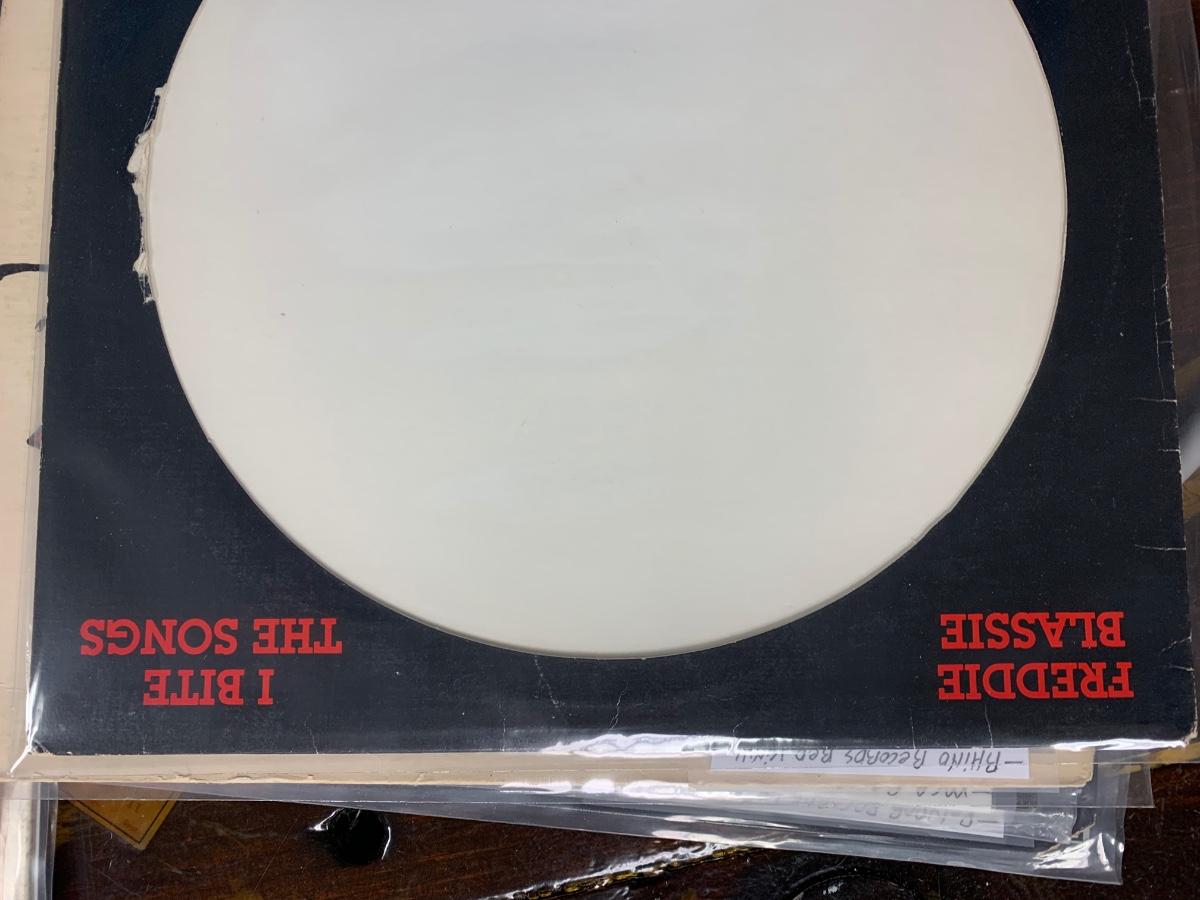 FREDDIE
BLASSIE
I BITE
THE SONGS
—RHINO RECORDS RED VINYL